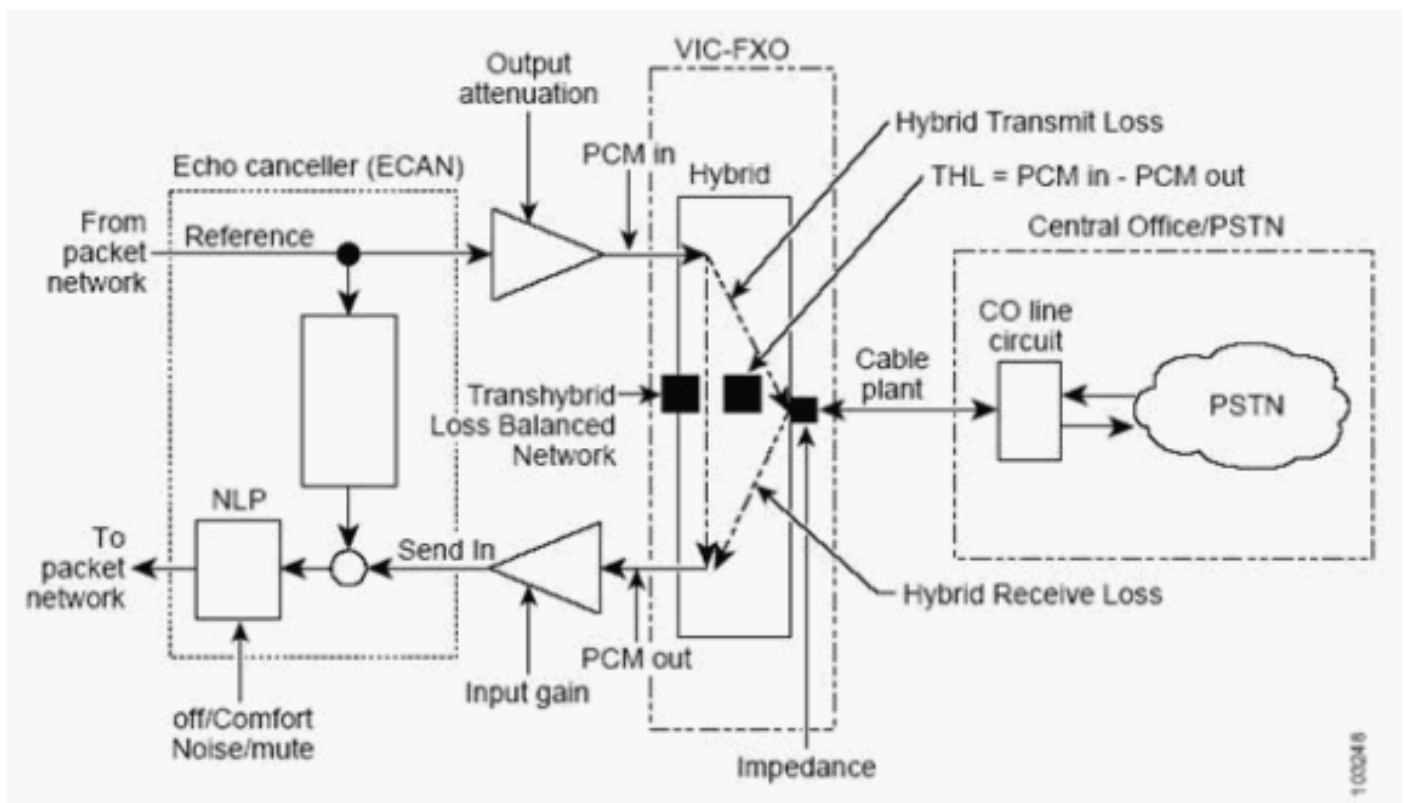 VIC-FXO
Output
attenuation
Hybrid Transmit Loss
PCM in
Echo canceller (ECAN)
Hybrid
THL = PCM in - PCM out
From
packet
network
Reference
Central Office/PSTN
CO line
circuit
Cable
plant
PSTN
Transhybrid
Loss Balanced
Network
NLP
To
packet
network
Send In
Hybrid Receive Loss
PCM out
Input gain
off/Comfort
Noise/mute
Impedance
103248